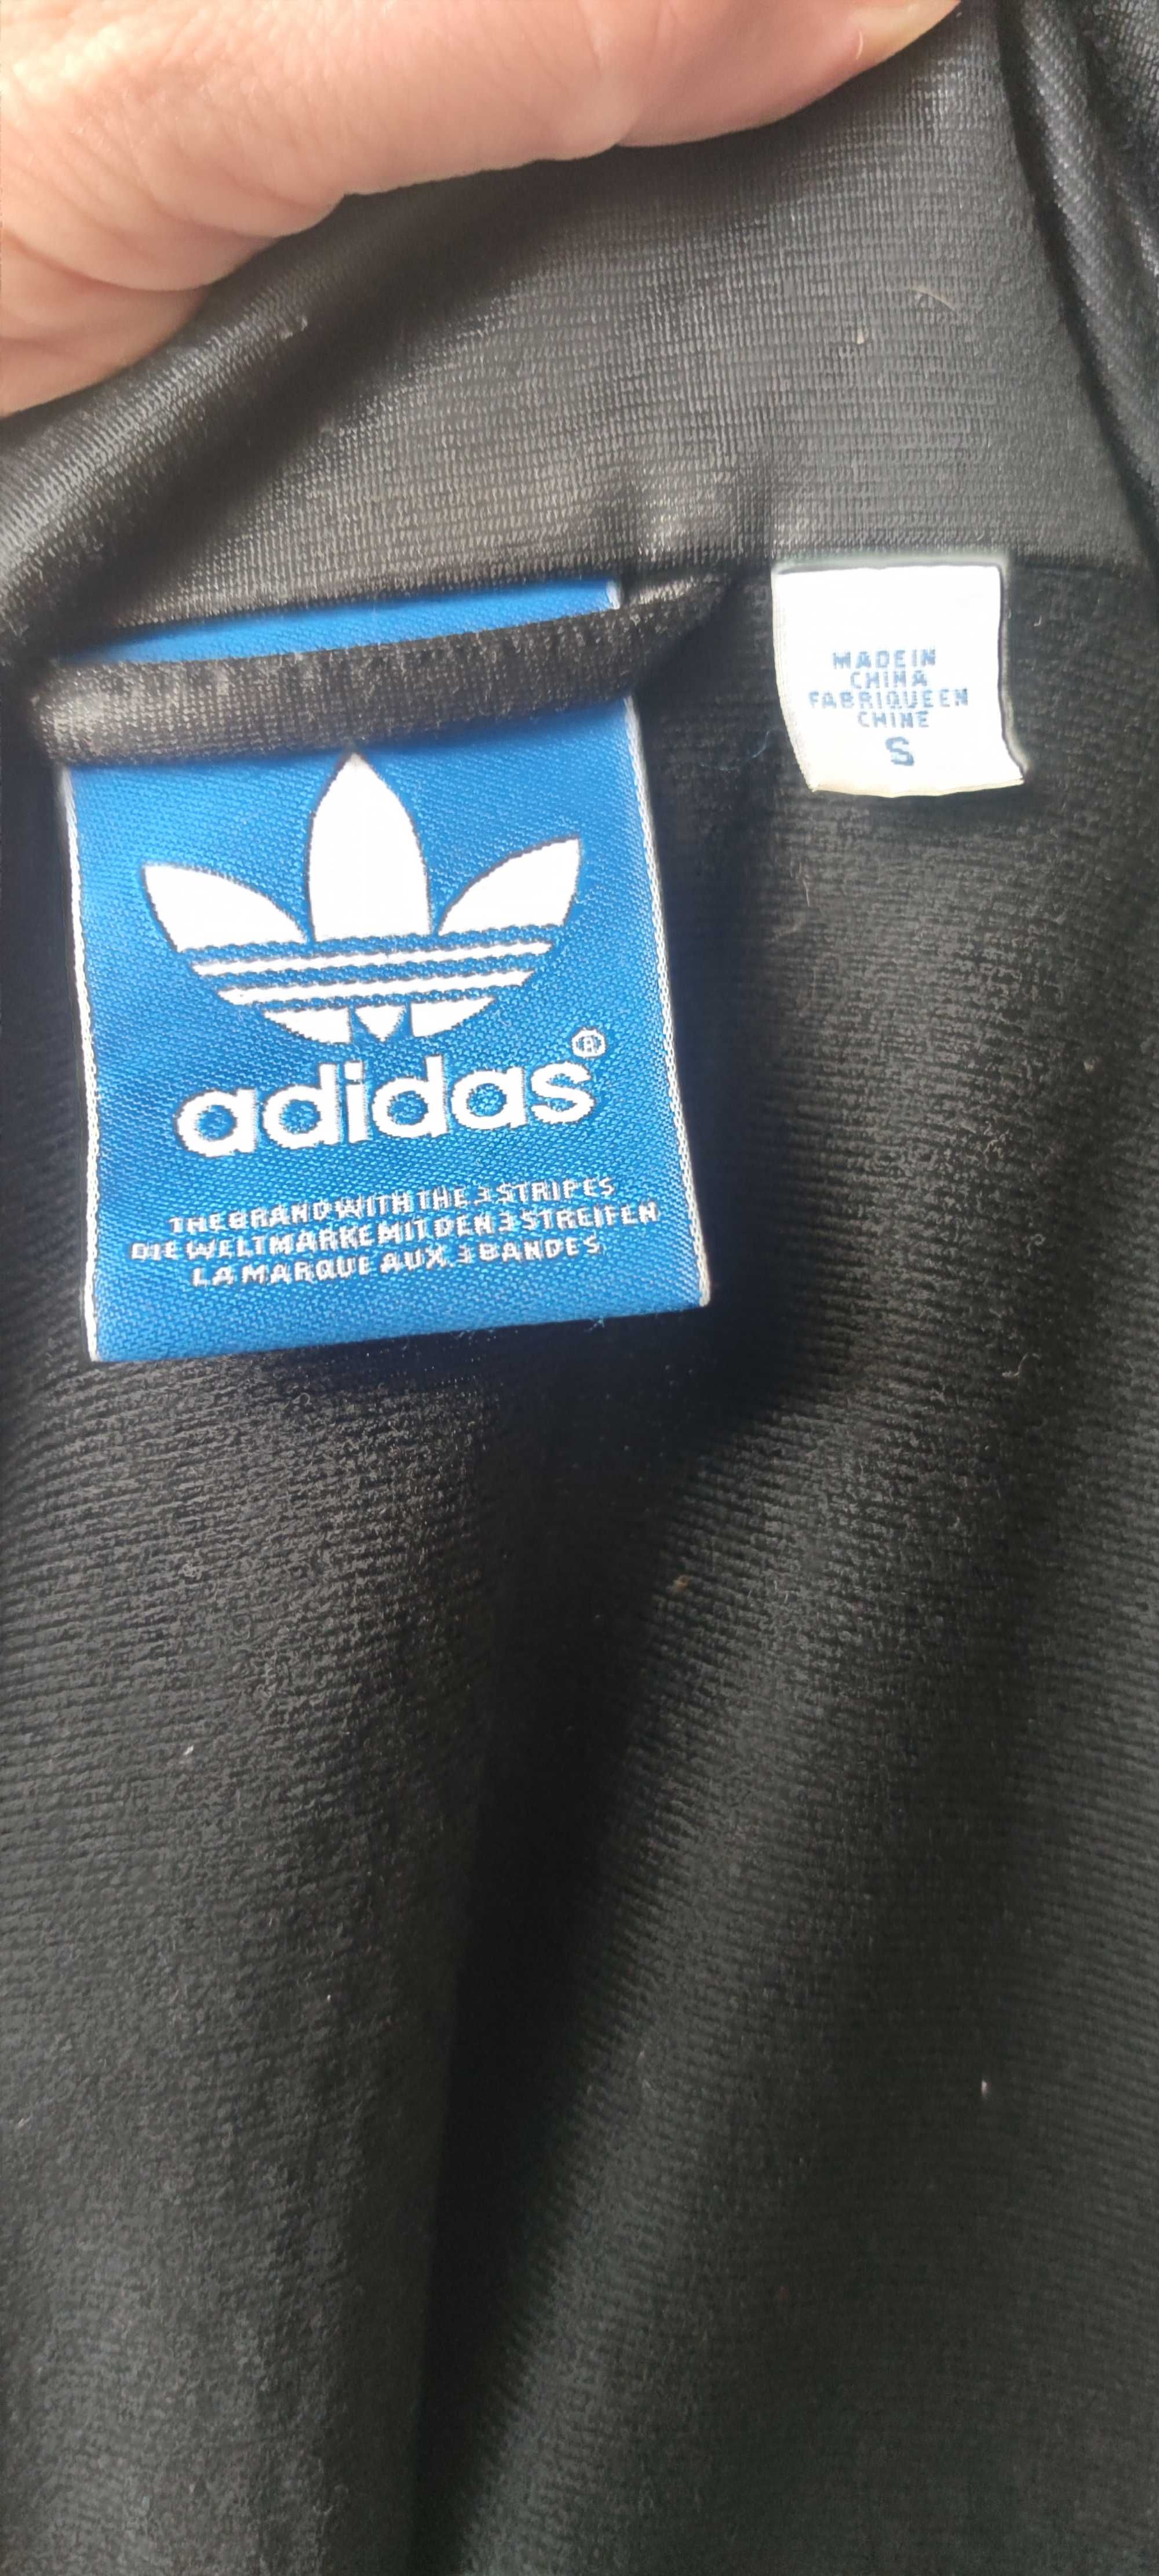 adidas®
THE BRAND WITH THE 3 STRIPES
DIE WELTMARKE MIT DEN 3 STREIFEN
LA MARQUE AUX 3 BANDES
MADE IN
CHINA
FABRIQUE EN
CHINE
S